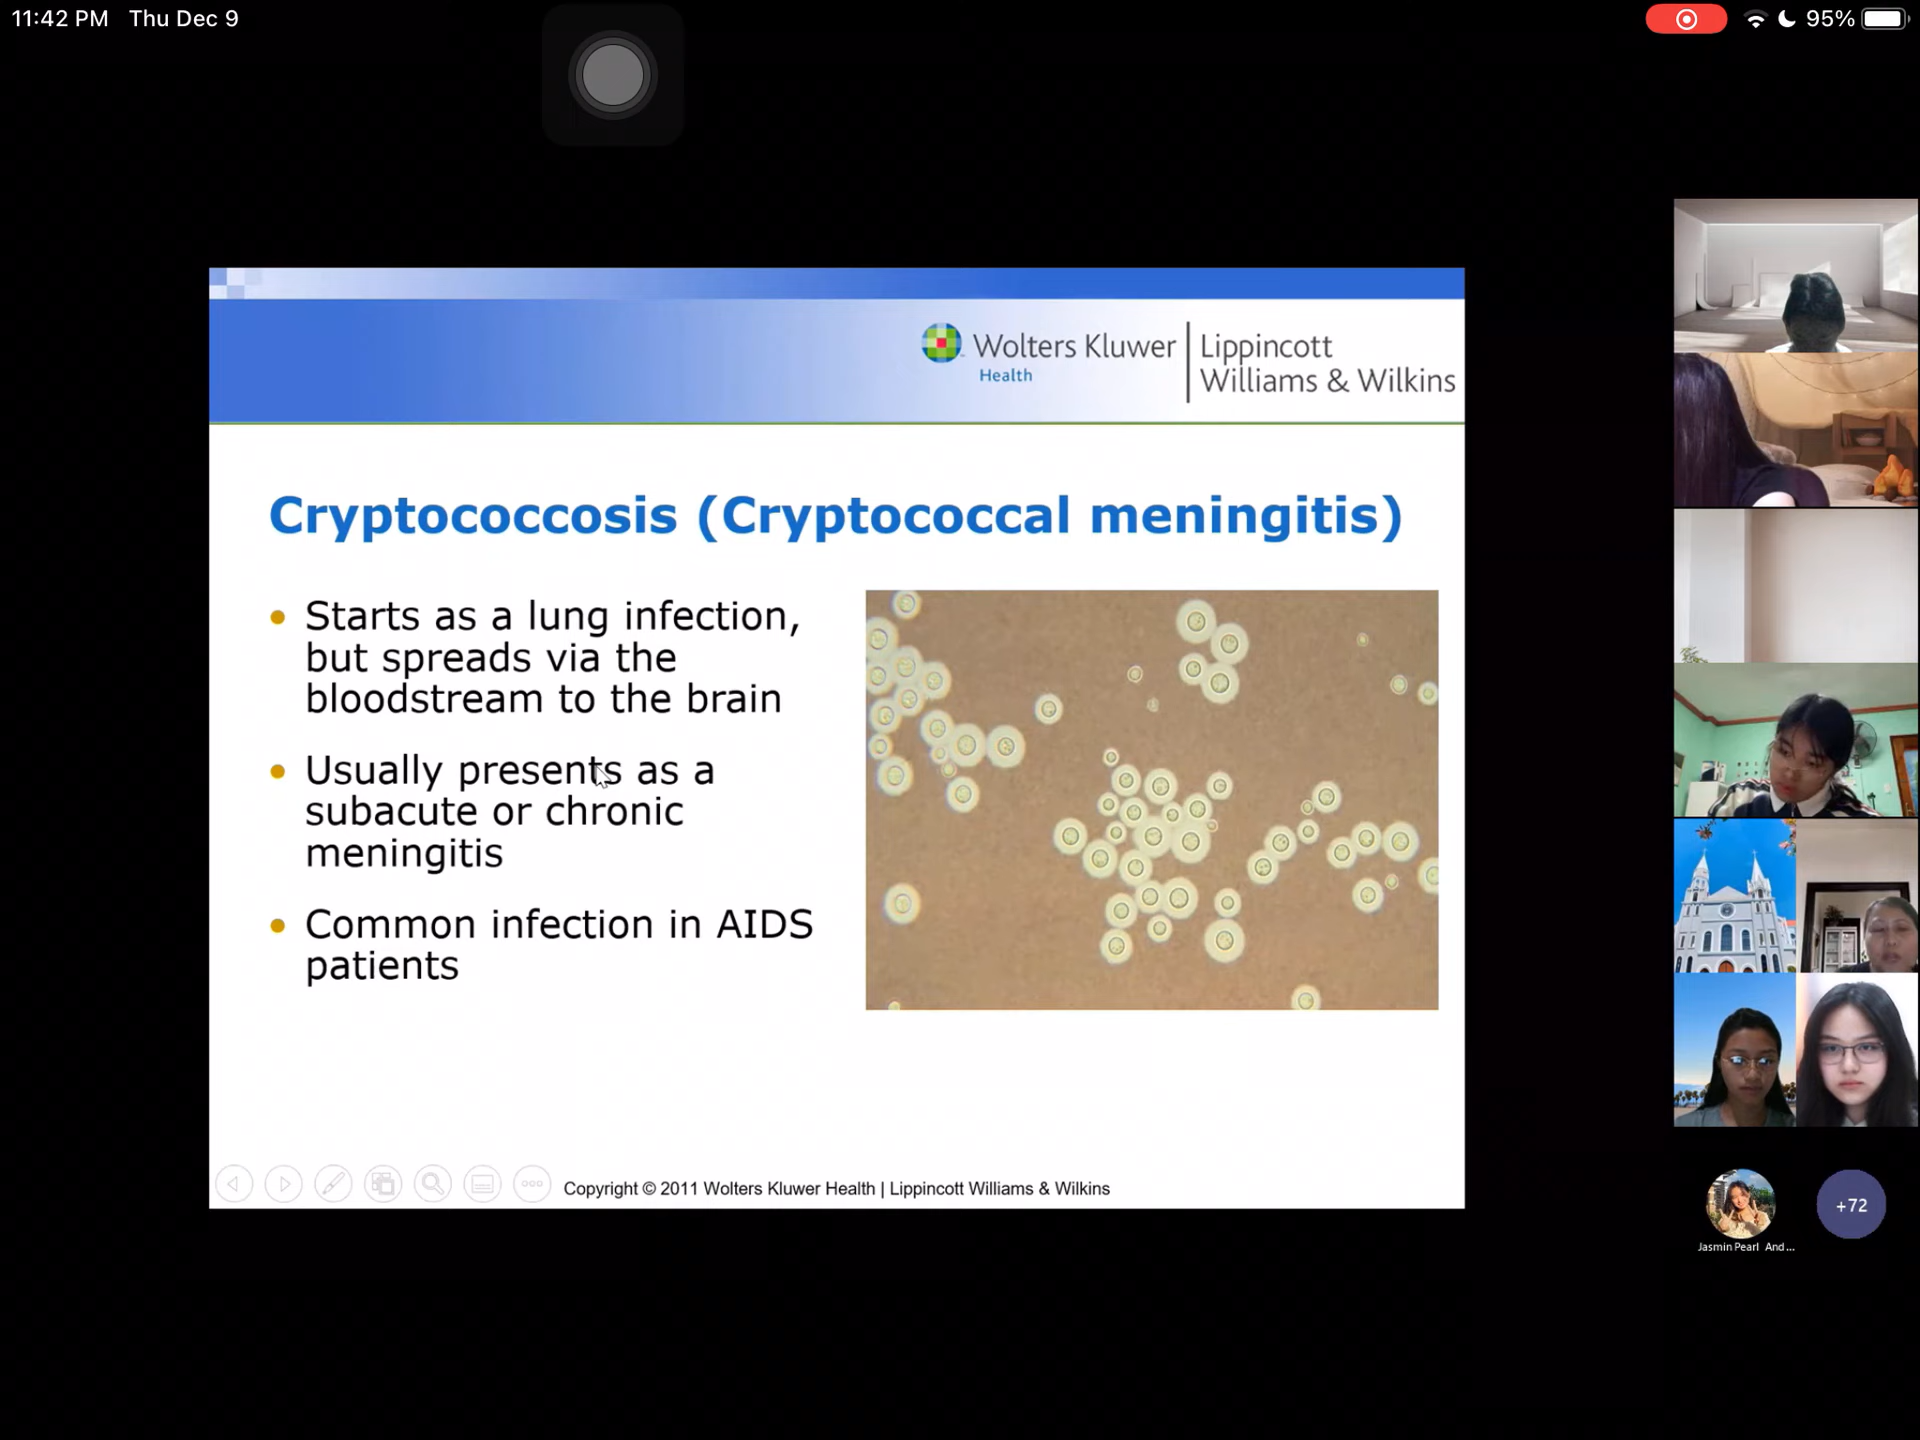 11:42 PM Thu Dec 9
95%
Wolters Kluwer
Health
Lippincott
Williams & Wilkins
Cryptococcosis (Cryptococcal meningitis)
• Starts as a lung infection,
but spreads via the
bloodstream to the brain
• Usually presents as a
subacute or chronic
meningitis
• Common infection in AIDS
patients
Copyright © 2011 Wolters Kluwer Health | Lippincott Williams & Wilkins
+72
Jasmin Pearl And...